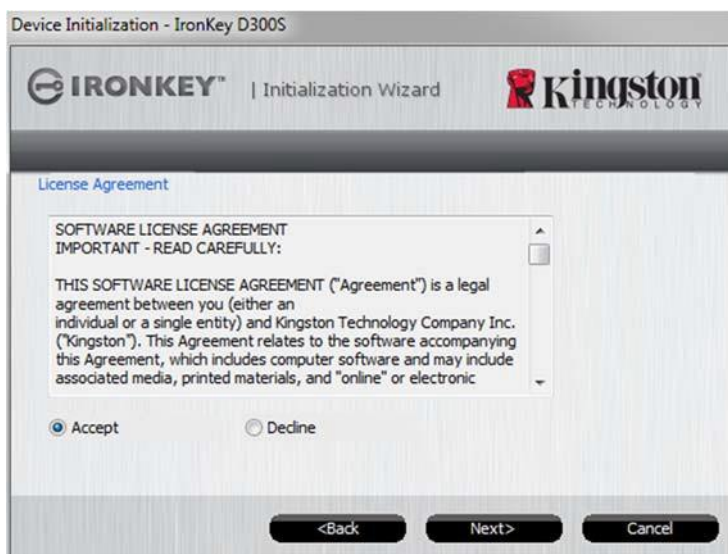 Device Initialization - IronKey D300S
IRONKEY™ | Initialization Wizard
Kingston
TECHNOLOGY
License Agreement
SOFTWARE LICENSE AGREEMENT
IMPORTANT - READ CAREFULLY:
THIS SOFTWARE LICENSE AGREEMENT ("Agreement") is a legal
agreement between you (either an
individual or a single entity) and Kingston Technology Company Inc.
("Kingston"). This Agreement relates to the software accompanying
this Agreement, which includes computer software and may include
associated media, printed materials, and "online" or electronic
Accept
Decline
<Back
Next>
Cancel